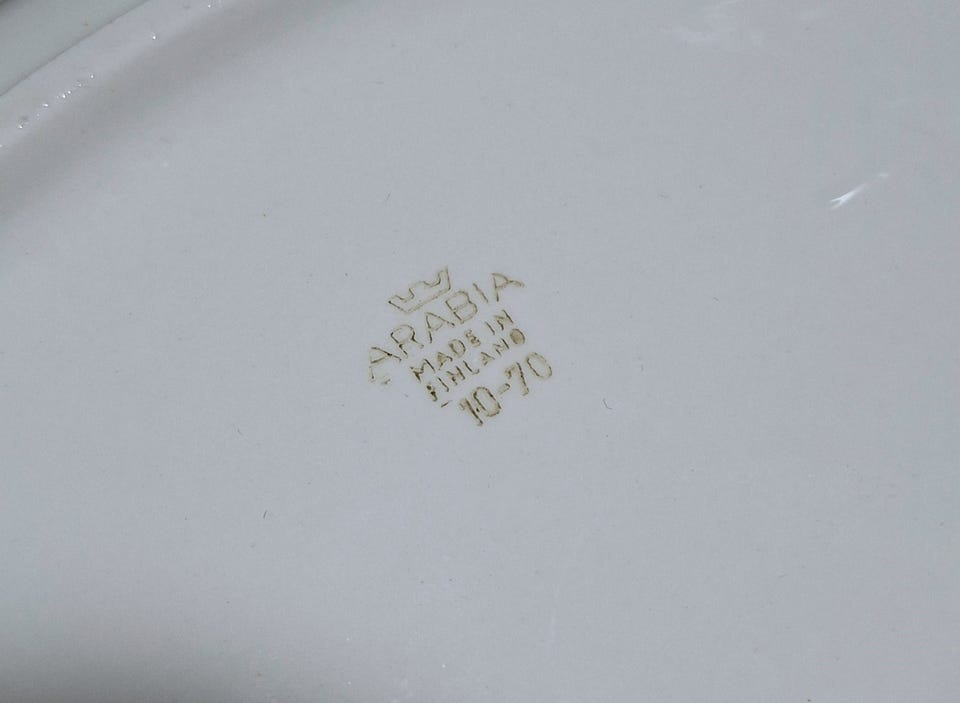 ARABIA
MADE IN
FINLAND
10-70